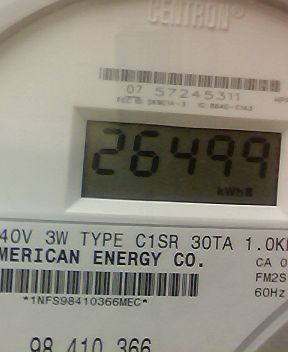 CENTRON®
07 57245311
26499
kWh
40V 3W TYPE C1SR 30TA 1.0K
MERICAN ENERGY CO.
CA 0
FM2S
60Hz
*1NFS98410366MEC*
98 410 366